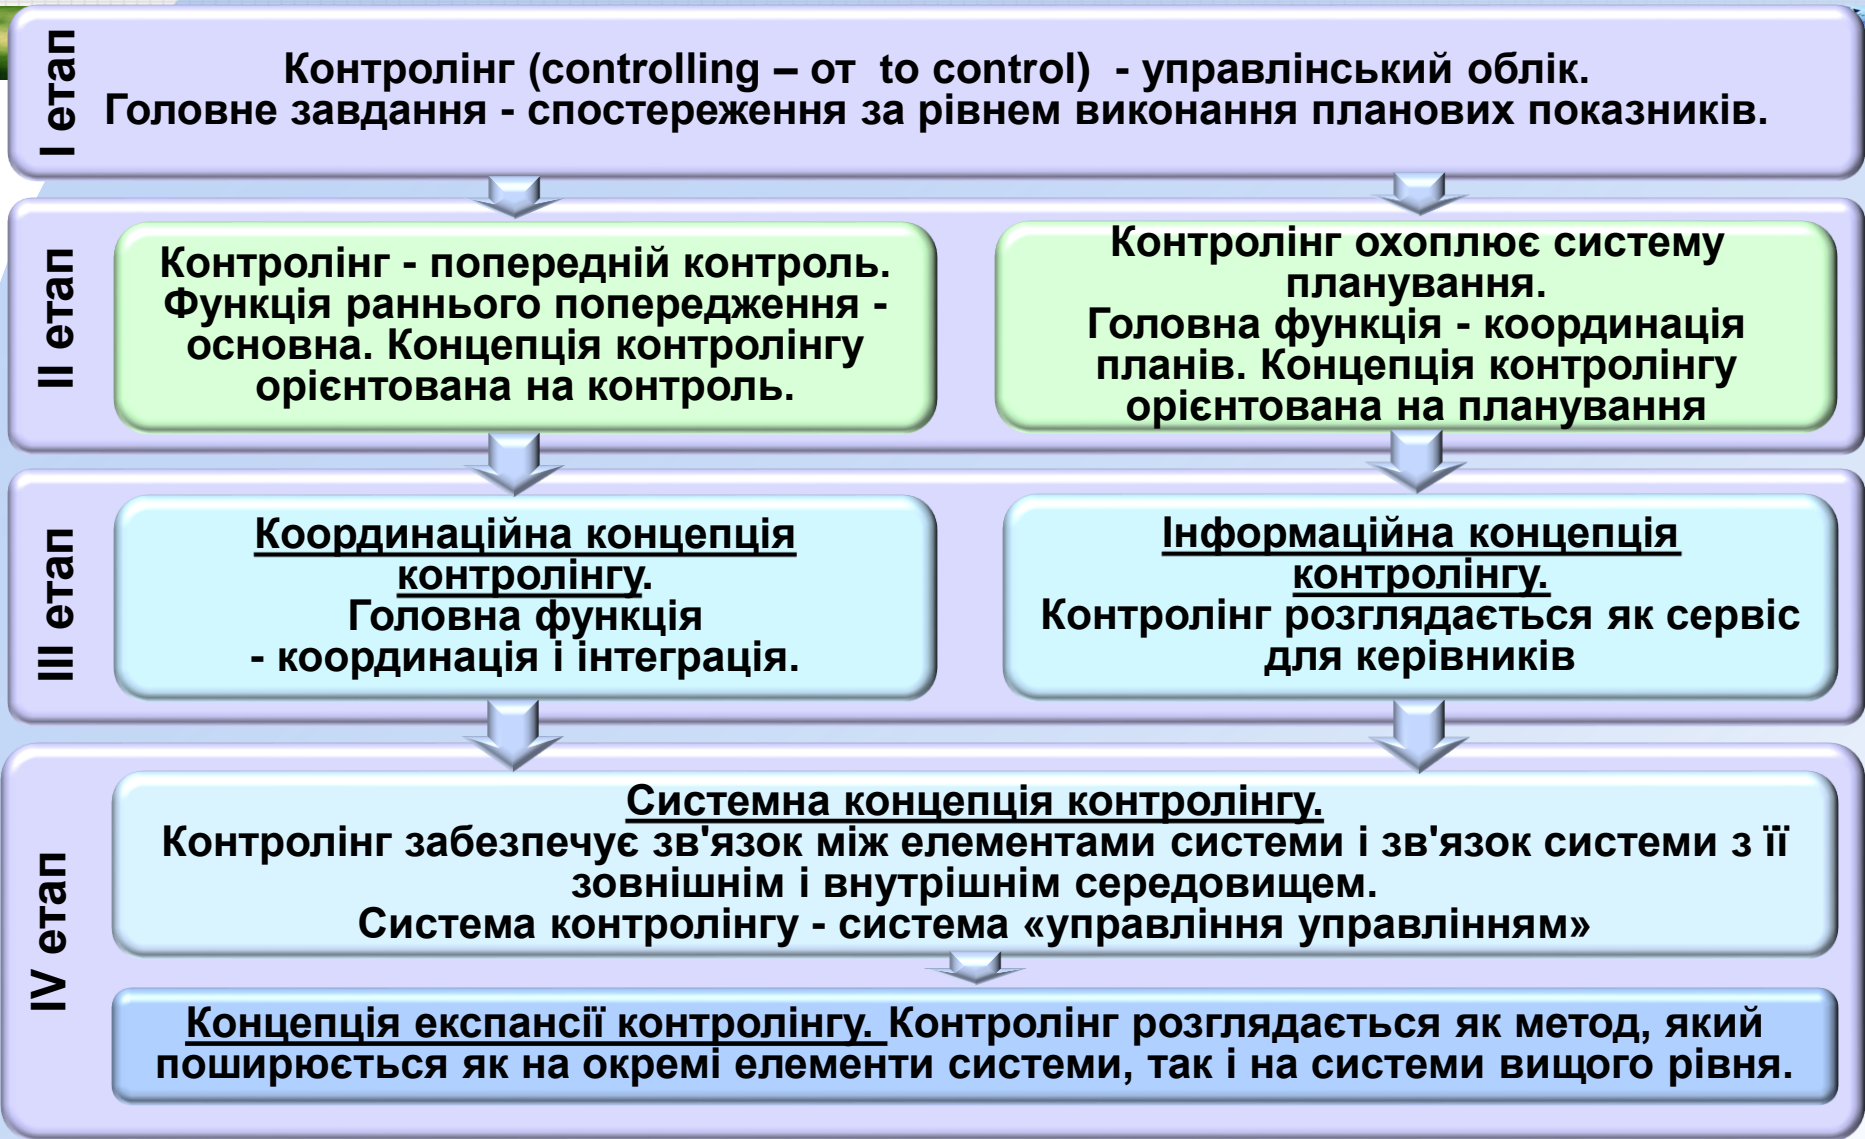 I етап
Контролінг (controlling – от to control) - управлінський облік.
Головне завдання - спостереження за рівнем виконання планових показників.
II етап
Контролінг - попередній контроль.
Функція раннього попередження -
основна. Концепція контролінгу
орієнтована на контроль.
Контролінг охоплює систему
планування.
Головна функція - координація
планів. Концепція контролінгу
орієнтована на планування
III етап
Координаційна концепція
контролінгу.
Головна функція
- координація і інтеграція.
Інформаційна концепція
контролінгу.
Контролінг розглядається як сервіс
для керівників
IV етап
Системна концепція контролінгу.
Контролінг забезпечує зв'язок між елементами системи і зв'язок системи з її
зовнішнім і внутрішнім середовищем.
Система контролінгу - система «управління управлінням»
Концепція експансії контролінгу. Контролінг розглядається як метод, який
поширюється як на окремі елементи системи, так і на системи вищого рівня.